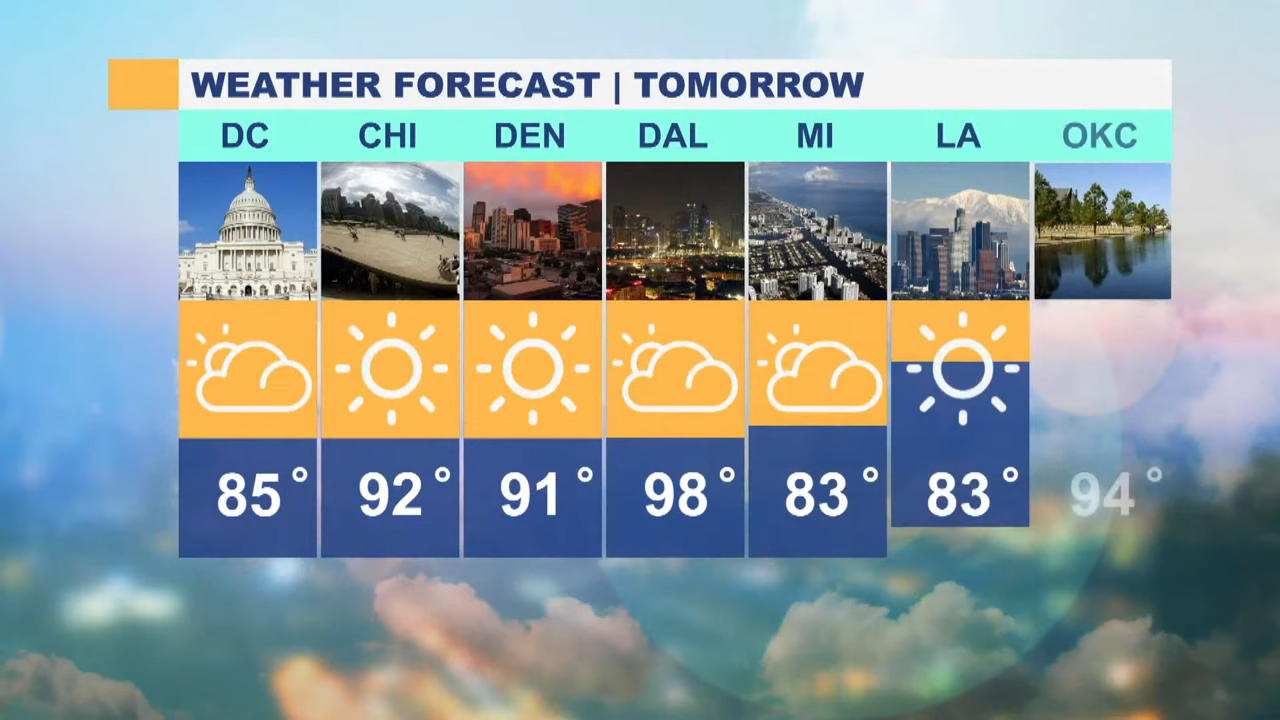 WEATHER FORECAST | TOMORROW
DC CHI DEN DAL MI LA OKC
85° 92° 91° 98° 83° 83° 94°